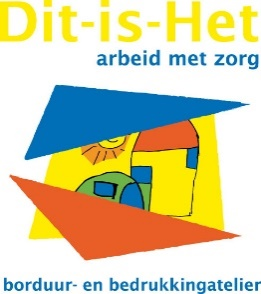 Dit-is-Het
arbeid met zorg
borduur- en bedrukkingatelier